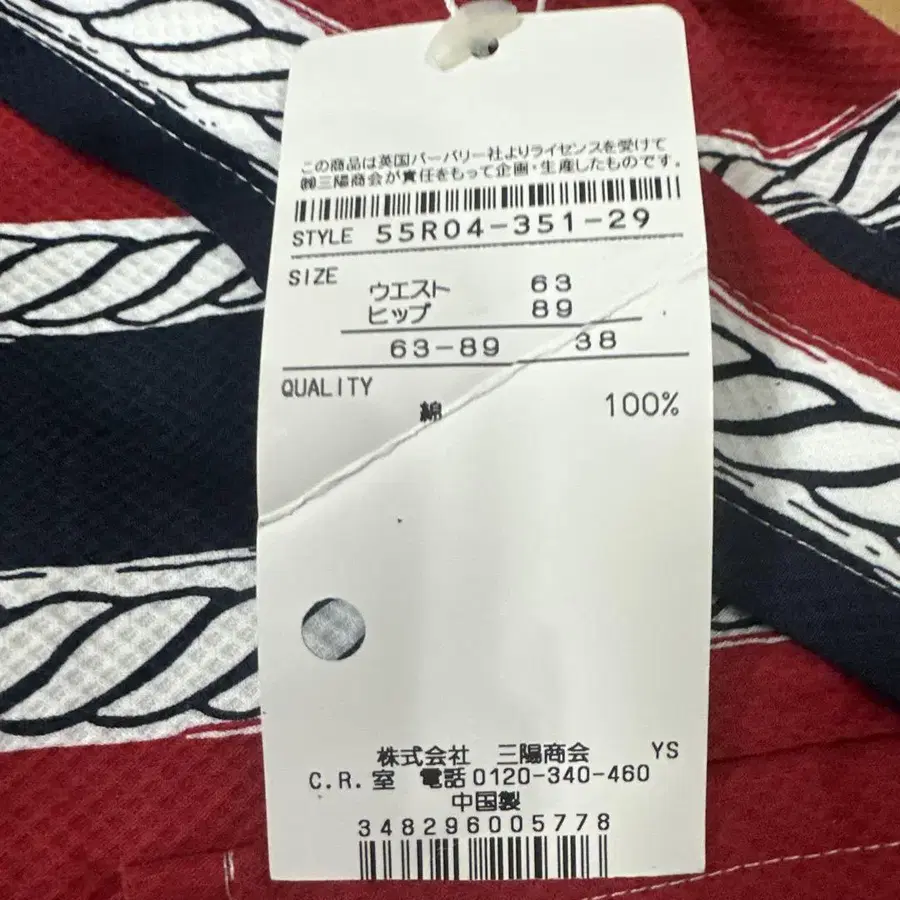 この商品は英国バーバリー社よりライセンスを受けて
㈱三陽商会が責任をもって企画・生産したものです。
STYLE 55R04-351-29
SIZE
ウエスト 63
ヒップ 89
63-89 38
QUALITY
綿 100%
株式会社 三陽商会 YS
C.R.室 電話0120-340-460
中国製
348296005778